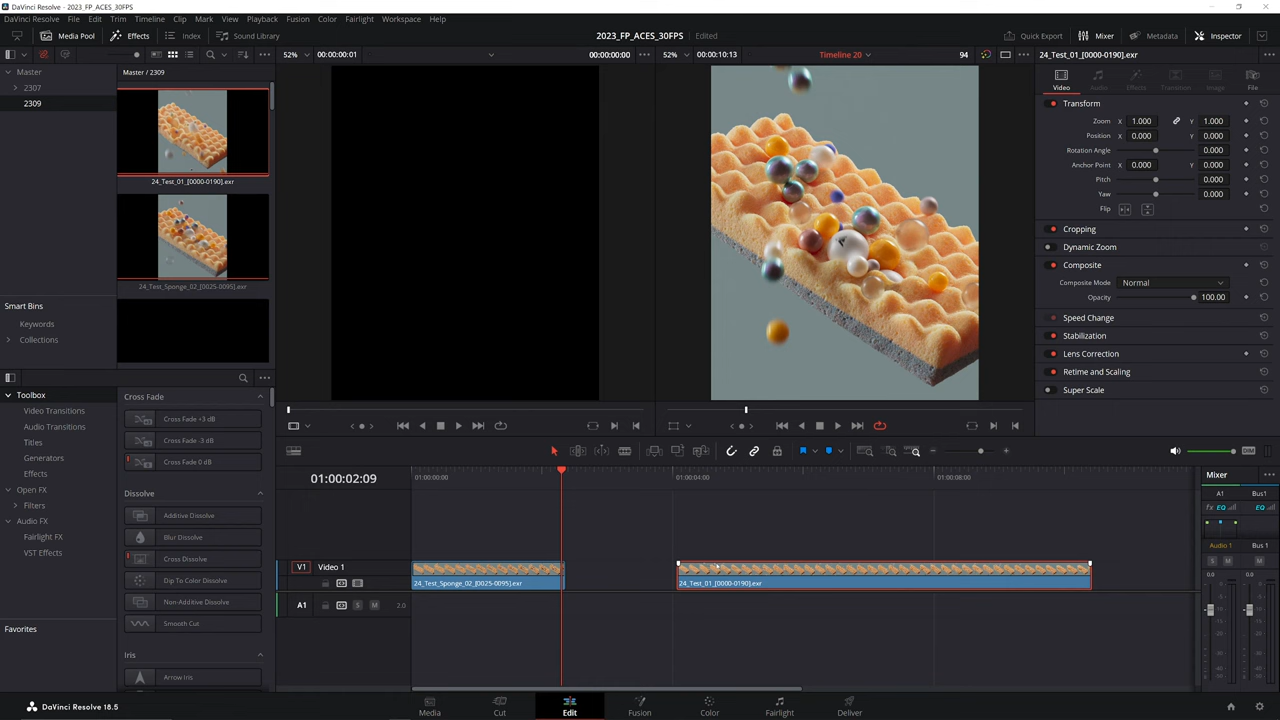 DaVinci Resolve - 2023_FP_ACES_30FPS
DaVinci Resolve File Edit Trim Timeline Clip Mark View Playback Fusion Color Fairlight Workspace Help
Media Pool Effects Index Sound Library
2023_FP_ACES_30FPS Edited
Quick Export Mixer Metadata Inspector
52% 00:00:00:01 00:00:00:00
52% 00:00:10:13 Timeline 20 94
24_Test_01_[0000-0190].exr
Master
2307
2309
Master / 2309
24_Test_01_[0000-0190].exr
24_Test_Sponge_02_[0025-0095].exr
Smart Bins
Keywords
Collections
Video Audio Effects Transition Image File
Transform
Zoom X 1.000 Y 1.000
Position X 0.000 Y 0.000
Rotation Angle 0.000
Anchor Point X 0.000 Y 0.000
Pitch 0.000
Yaw 0.000
Flip
Cropping
Dynamic Zoom
Composite
Composite Mode Normal
Opacity 100.00
Speed Change
Stabilization
Lens Correction
Retime and Scaling
Super Scale
Toolbox
Video Transitions
Audio Transitions
Titles
Generators
Effects
Open FX
Filters
Audio FX
Fairlight FX
VST Effects
Favorites
Cross Fade
Cross Fade +3 dB
Cross Fade -3 dB
Cross Fade 0 dB
Dissolve
Additive Dissolve
Blur Dissolve
Cross Dissolve
Dip To Color Dissolve
Non-Additive Dissolve
Smooth Cut
Iris
Arrow Iris
DIM
01:00:02:09
01:00:00:00 01:00:04:00 01:00:08:00
V1 Video 1
24_Test_Sponge_02_[0025-0095].exr
24_Test_01_[0000-0190].exr
A1 S M 2.0
Mixer
A1 Bus1
fx EQ EQ
Audio 1 Bus 1
S M M
0.0 0.0
DaVinci Resolve 18.5
Media Cut Edit Fusion Color Fairlight Deliver